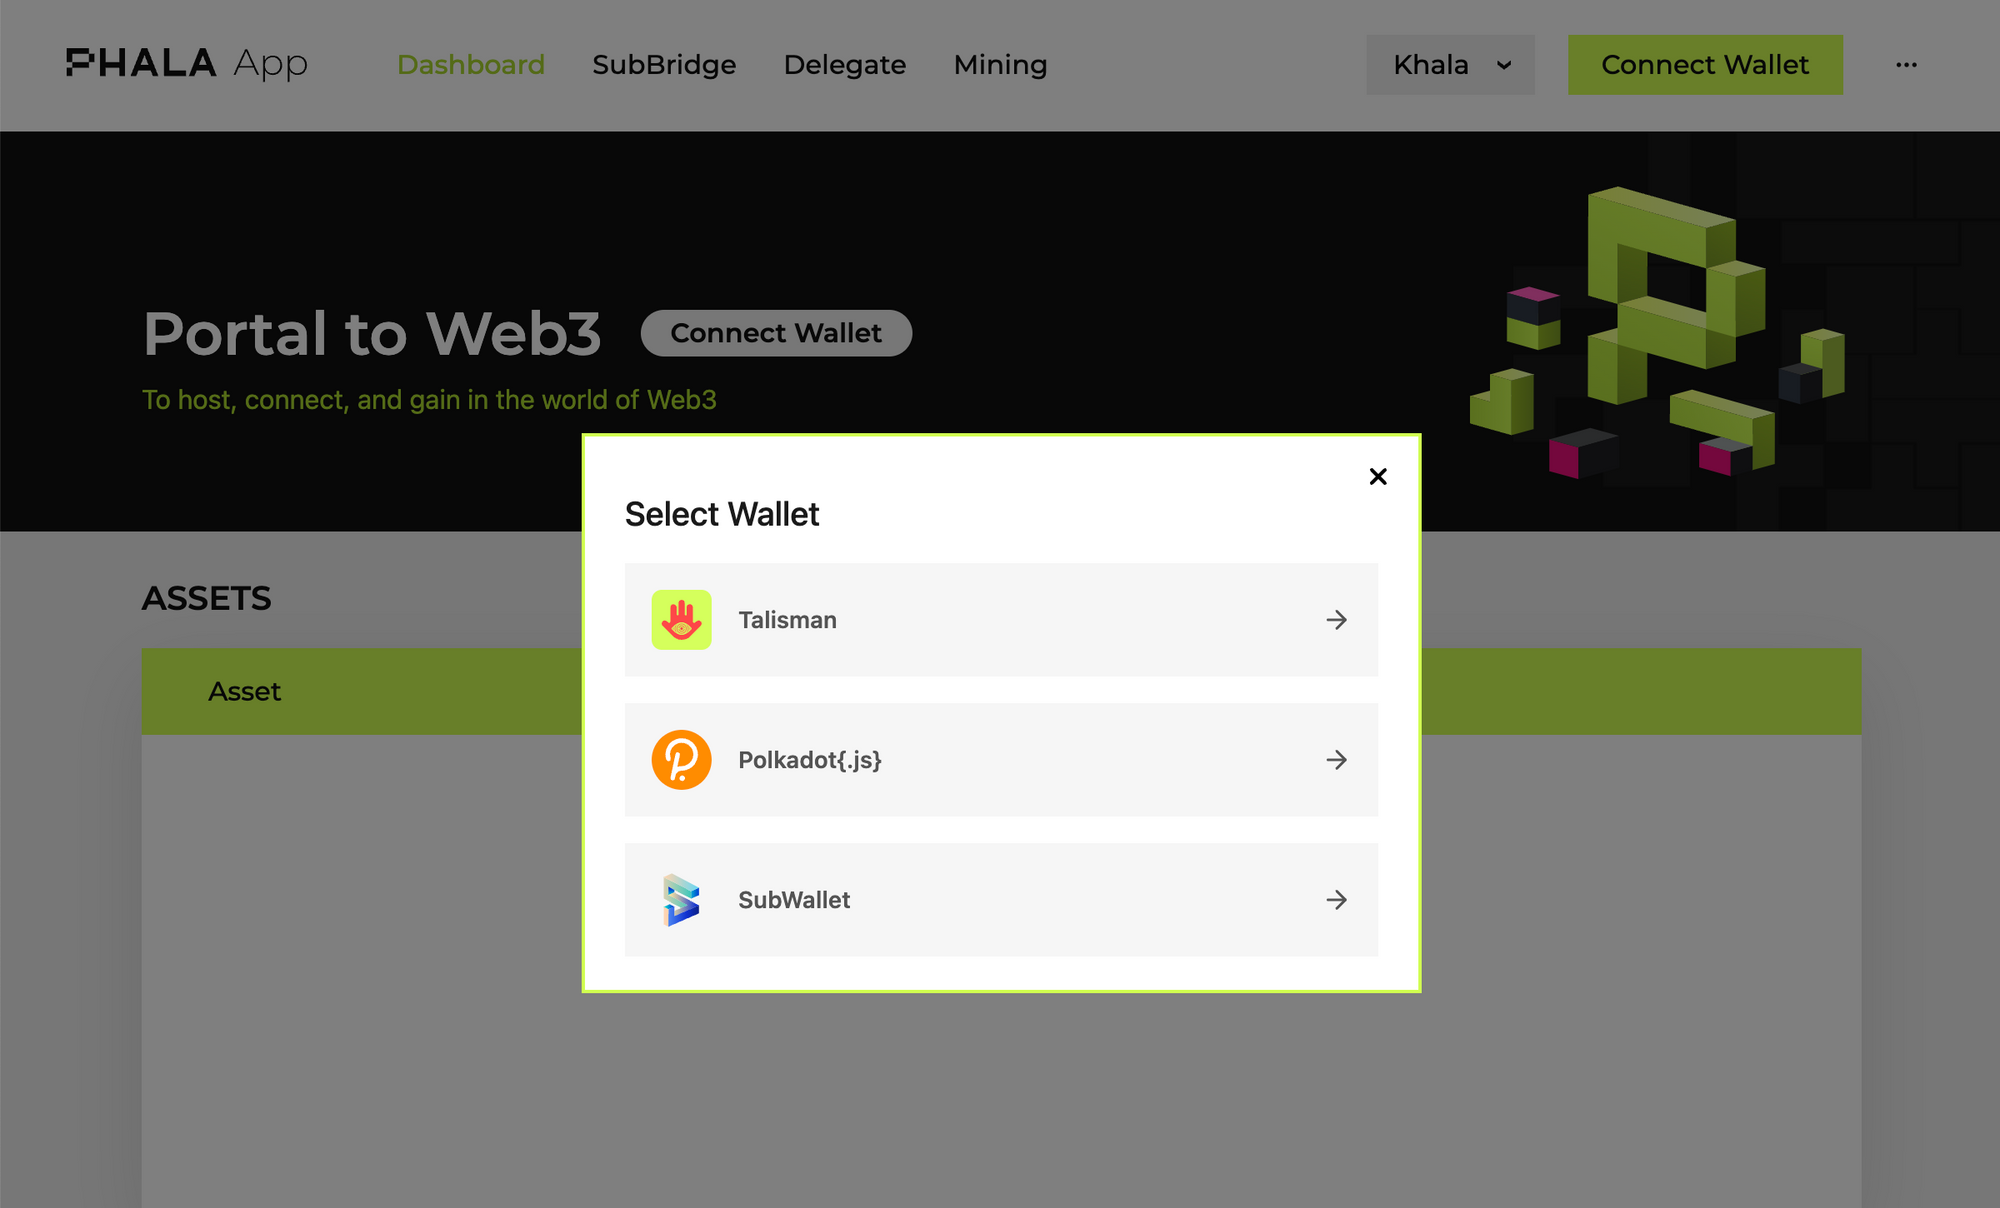 PHALA App Dashboard SubBridge Delegate Mining Khala Connect Wallet ...
Portal to Web3 Connect Wallet
To host, connect, and gain in the world of Web3
Select Wallet
Talisman
Polkadot{.js}
SubWallet
ASSETS
Asset